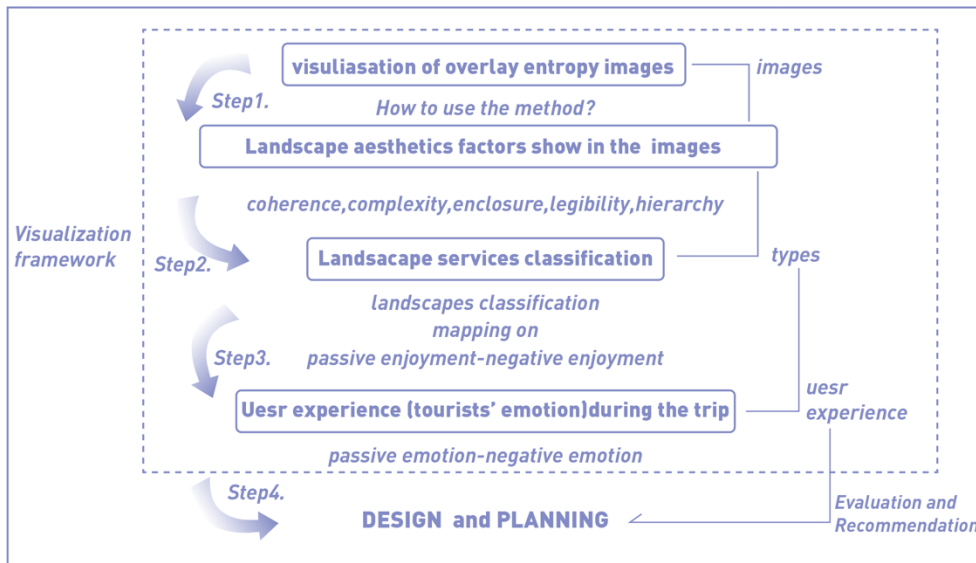 visuliasation of overlay entropy images
images
Step1.
How to use the method?
Landscape aesthetics factors show in the images
coherence,complexity,enclosure,legibility,hierarchy
Visualization
framework
Step2.
Landsacape services classification
types
landscapes classification
mapping on
passive enjoyment-negative enjoyment
Step3.
Uesr experience (tourists' emotion)during the trip
uesr
experience
passive emotion-negative emotion
Step4.
DESIGN and PLANNING
Evaluation and
Recommendation